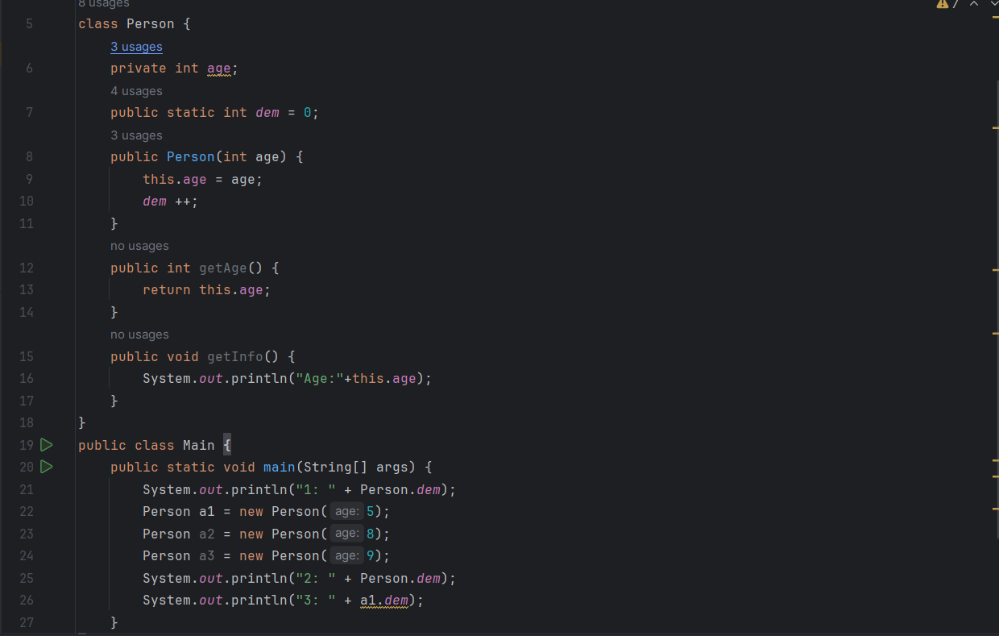 8 usages
7
5 class Person {
3 usages
6 private int age;
4 usages
7 public static int dem = 0;
3 usages
8 public Person(int age) {
9 this.age = age;
10 dem ++;
11 }
no usages
12 public int getAge() {
13 return this.age;
14 }
no usages
15 public void getInfo() {
16 System.out.println("Age:"+this.age);
17 }
18 }
19 public class Main {
20 public static void main(String[] args) {
21 System.out.println("1: " + Person.dem);
22 Person a1 = new Person( age: 5);
23 Person a2 = new Person( age: 8);
24 Person a3 = new Person( age: 9);
25 System.out.println("2: " + Person.dem);
26 System.out.println("3: " + a1.dem);
27 }